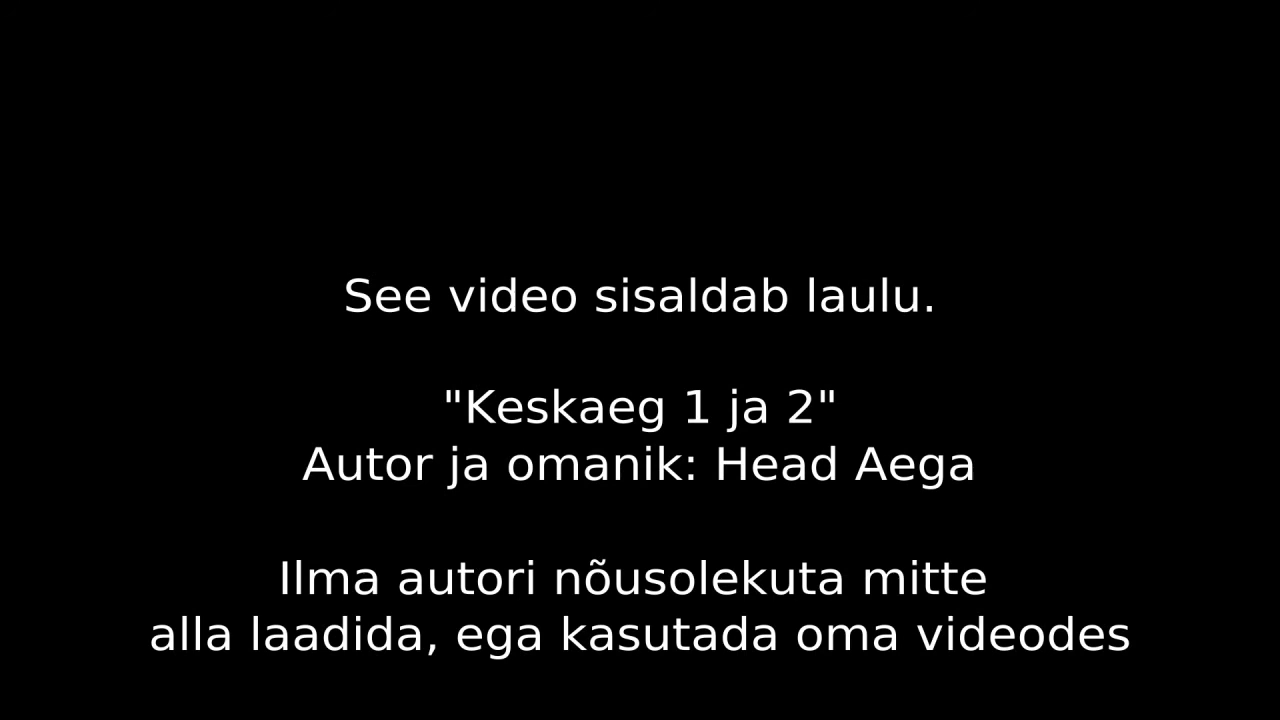 See video sisaldab laulu.
"Keskaeg 1 ja 2"
Autor ja omanik: Head Aega
Ilma autori nõusolekuta mitte
alla laadida, ega kasutada oma videodes